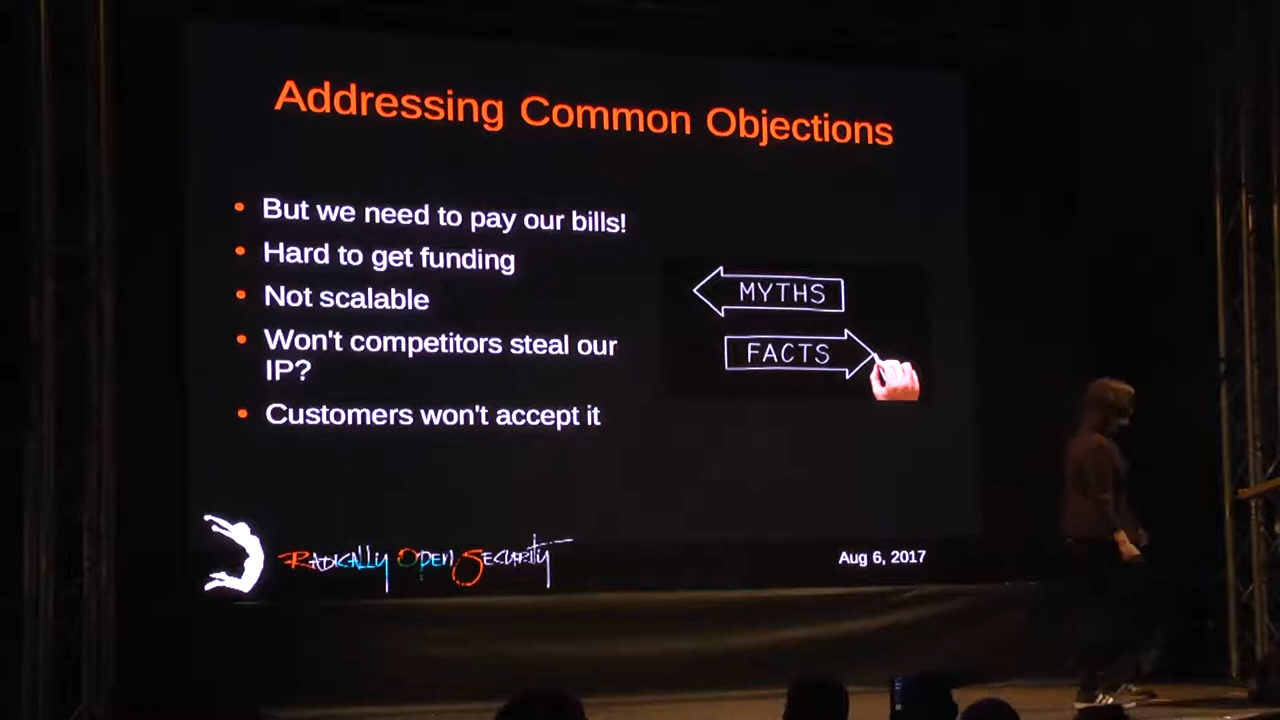 Addressing Common Objections
But we need to pay our bills!
Hard to get funding
Not scalable
Won't competitors steal our
IP?
Customers won't accept it
MYTHS
FACTS
RADICALLY OPEN SECURITY
Aug 6, 2017